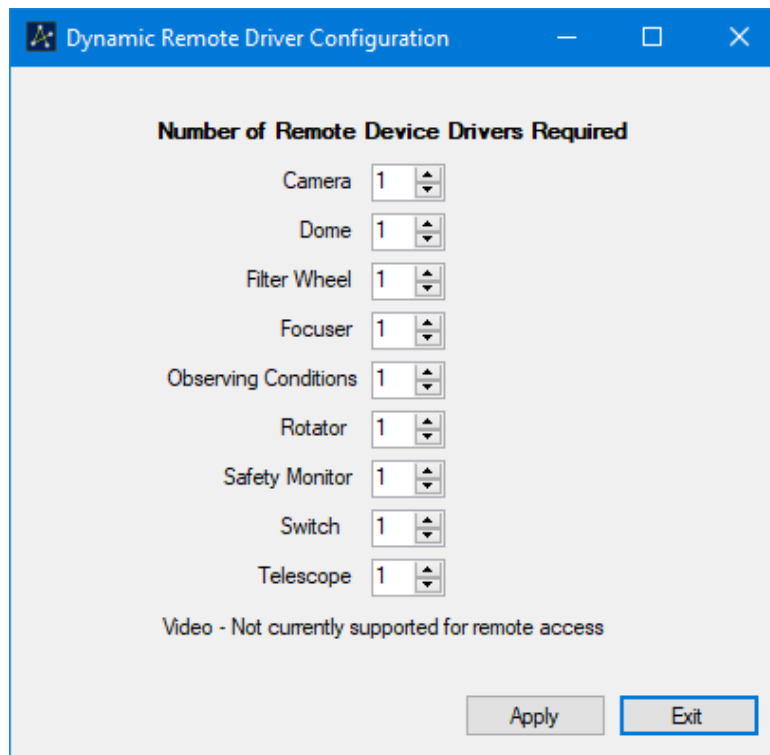 Dynamic Remote Driver Configuration
Number of Remote Device Drivers Required
Camera 1
Dome 1
Filter Wheel 1
Focuser 1
Observing Conditions 1
Rotator 1
Safety Monitor 1
Switch 1
Telescope 1
Video - Not currently supported for remote access
Apply Exit